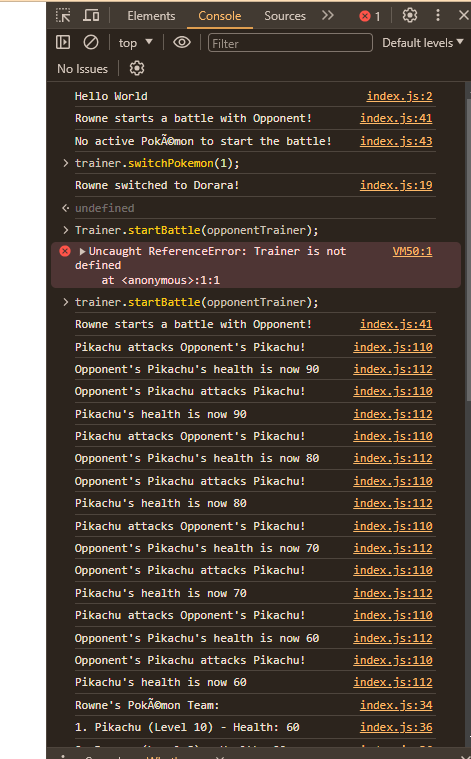 Elements Console Sources 1
top Filter Default levels
No Issues
Hello World index.js:2
Rowne starts a battle with Opponent! index.js:41
No active PokÃ©mon to start the battle! index.js:43
> trainer.switchPokemon(1);
Rowne switched to Dorara! index.js:19
undefined
> Trainer.startBattle(opponentTrainer);
Uncaught ReferenceError: Trainer is not VM50:1
defined
at <anonymous>:1:1
> trainer.startBattle(opponentTrainer);
Rowne starts a battle with Opponent! index.js:41
Pikachu attacks Opponent's Pikachu! index.js:110
Opponent's Pikachu's health is now 90 index.js:112
Opponent's Pikachu attacks Pikachu! index.js:110
Pikachu's health is now 90 index.js:112
Pikachu attacks Opponent's Pikachu! index.js:110
Opponent's Pikachu's health is now 80 index.js:112
Opponent's Pikachu attacks Pikachu! index.js:110
Pikachu's health is now 80 index.js:112
Pikachu attacks Opponent's Pikachu! index.js:110
Opponent's Pikachu's health is now 70 index.js:112
Opponent's Pikachu attacks Pikachu! index.js:110
Pikachu's health is now 70 index.js:112
Pikachu attacks Opponent's Pikachu! index.js:110
Opponent's Pikachu's health is now 60 index.js:112
Opponent's Pikachu attacks Pikachu! index.js:110
Pikachu's health is now 60 index.js:112
Rowne's PokÃ©mon Team: index.js:34
1. Pikachu (Level 10) - Health: 60 index.js:36